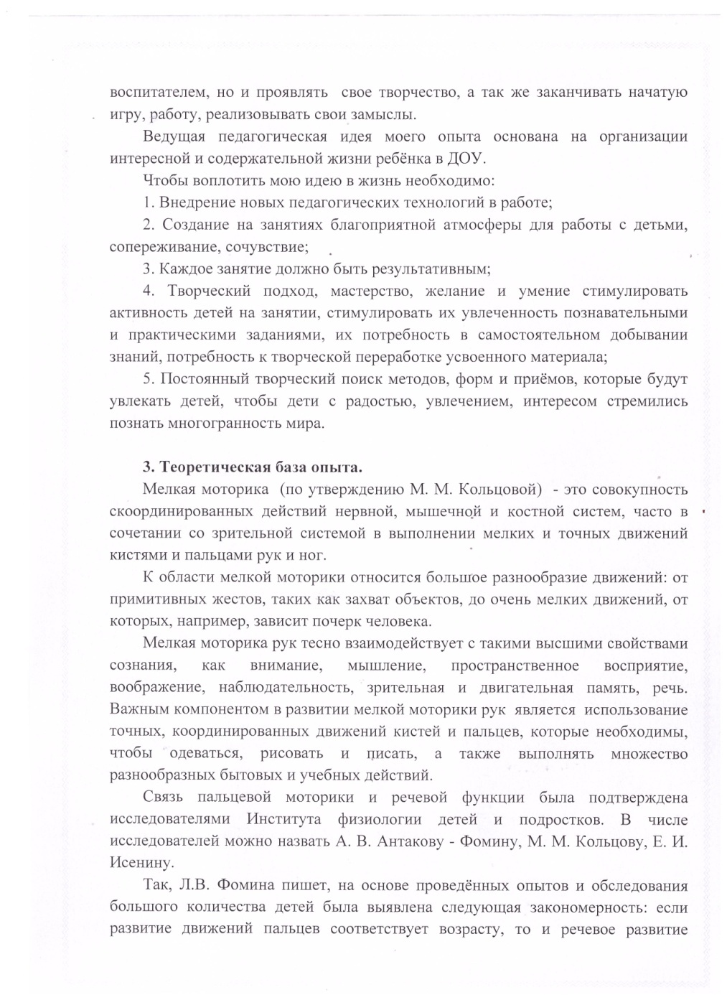 воспитателем, но и проявлять свое творчество, а так же заканчивать начатую
игру, работу, реализовывать свои замыслы.
Ведущая педагогическая идея моего опыта основана на организации
интересной и содержательной жизни ребёнка в ДОУ.
Чтобы воплотить мою идею в жизнь необходимо:
1. Внедрение новых педагогических технологий в работе;
2. Создание на занятиях благоприятной атмосферы для работы с детьми,
сопереживание, сочувствие;
3. Каждое занятие должно быть результативным;
4. Творческий подход, мастерство, желание и умение стимулировать
активность детей на занятии, стимулировать их увлеченность познавательными
и практическими заданиями, их потребность в самостоятельном добывании
знаний, потребность к творческой переработке усвоенного материала;
5. Постоянный творческий поиск методов, форм и приёмов, которые будут
увлекать детей, чтобы дети с радостью, увлечением, интересом стремились
познать многогранность мира.
3. Теоретическая база опыта.
Мелкая моторика (по утверждению М. М. Кольцовой) - это совокупность
скоординированных действий нервной, мышечной и костной систем, часто в
сочетании со зрительной системой в выполнении мелких и точных движений
кистями и пальцами рук и ног.
К области мелкой моторики относится большое разнообразие движений: от
примитивных жестов, таких как захват объектов, до очень мелких движений, от
которых, например, зависит почерк человека.
Мелкая моторика рук тесно взаимодействует с такими высшими свойствами
сознания, как внимание, мышление, пространственное восприятие,
воображение, наблюдательность, зрительная и двигательная память, речь.
Важным компонентом в развитии мелкой моторики рук является использование
точных, координированных движений кистей и пальцев, которые необходимы,
чтобы одеваться, рисовать и писать, а также выполнять множество
разнообразных бытовых и учебных действий.
Связь пальцевой моторики и речевой функции была подтверждена
исследователями Института физиологии детей и подростков. В числе
исследователей можно назвать А. В. Антакову - Фомину, М. М. Кольцову, Е. И.
Исенину.
Так, Л.В. Фомина пишет, на основе проведённых опытов и обследования
большого количества детей была выявлена следующая закономерность: если
развитие движений пальцев соответствует возрасту, то и речевое развитие